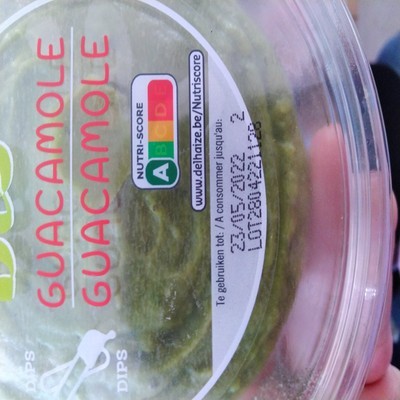 GUACAMOLE
GUACAMOLE
DIPS
DIPS
NUTRI-SCORE
A B C D E
www.delhaize.be/Nutriscore
Te gebruiken tot: / A consommer jusqu'au:
23/05/2022 2
LOT2804221128